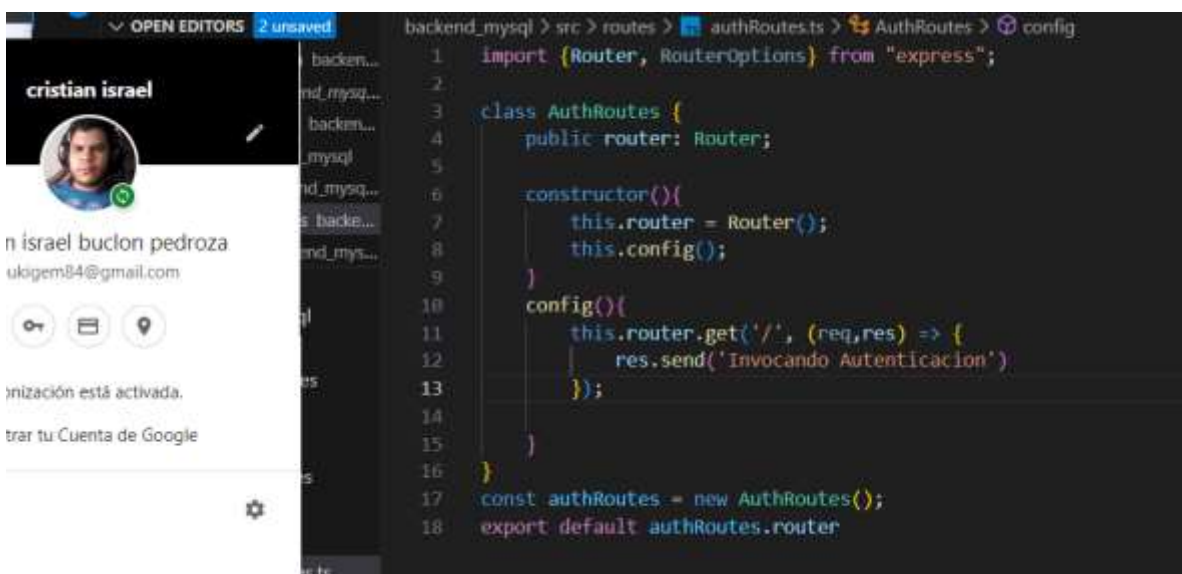 OPEN EDITORS 2 unsaved
backen...
nd_mysq...
backen...
_mysql
nd_mysq...
s backe...
end_mys...
ql
es
s
cristian israel
n israel buclon pedroza
ukigem84@gmail.com
onización está activada.
trar tu Cuenta de Google
backend_mysql > src > routes > authRoutes.ts > AuthRoutes > config
1 import {Router, RouterOptions} from "express";
2
3 class AuthRoutes {
4 public router: Router;
5
6 constructor(){
7 this.router = Router();
8 this.config();
9 }
10 config(){
11 this.router.get('/', (req,res) => {
12 res.send('Invocando Autenticacion')
13 });
14
15 }
16 }
17 const authRoutes = new AuthRoutes();
18 export default authRoutes.router